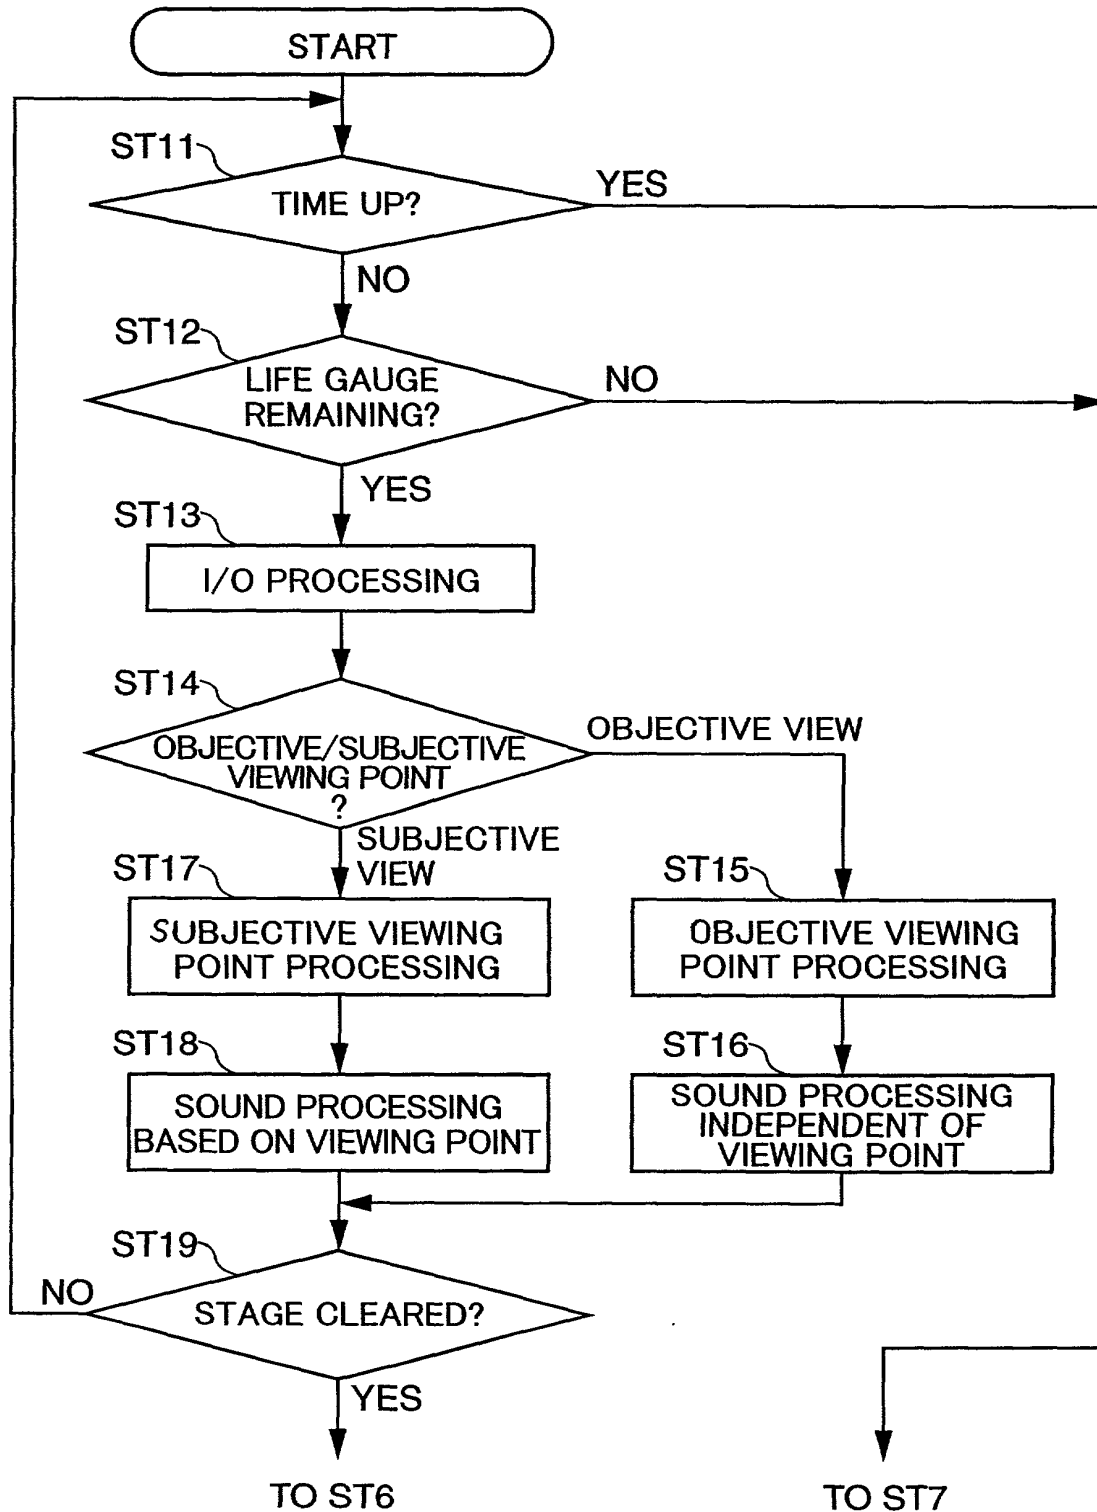 START
ST11
TIME UP?
YES
NO
ST12
LIFE GAUGE
REMAINING?
NO
YES
ST13
I/O PROCESSING
ST14
OBJECTIVE/SUBJECTIVE
VIEWING POINT
?
OBJECTIVE VIEW
SUBJECTIVE
VIEW
ST17
SUBJECTIVE VIEWING
POINT PROCESSING
ST15
OBJECTIVE VIEWING
POINT PROCESSING
ST18
SOUND PROCESSING
BASED ON VIEWING POINT
ST16
SOUND PROCESSING
INDEPENDENT OF
VIEWING POINT
ST19
NO
STAGE CLEARED?
YES
TO ST6
TO ST7